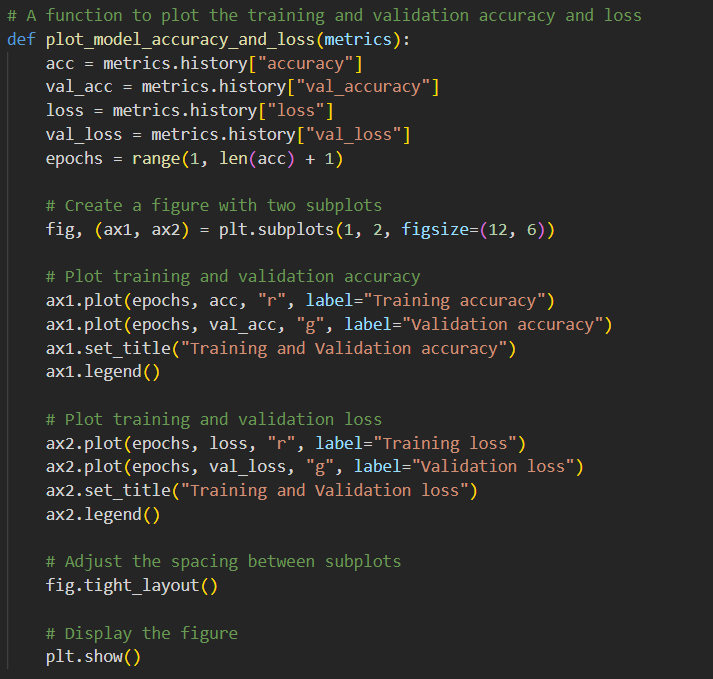 # A function to plot the training and validation accuracy and loss
def plot_model_accuracy_and_loss(metrics):
    acc = metrics.history["accuracy"]
    val_acc = metrics.history["val_accuracy"]
    loss = metrics.history["loss"]
    val_loss = metrics.history["val_loss"]
    epochs = range(1, len(acc) + 1)

    # Create a figure with two subplots
    fig, (ax1, ax2) = plt.subplots(1, 2, figsize=(12, 6))

    # Plot training and validation accuracy
    ax1.plot(epochs, acc, "r", label="Training accuracy")
    ax1.plot(epochs, val_acc, "g", label="Validation accuracy")
    ax1.set_title("Training and Validation accuracy")
    ax1.legend()

    # Plot training and validation loss
    ax2.plot(epochs, loss, "r", label="Training loss")
    ax2.plot(epochs, val_loss, "g", label="Validation loss")
    ax2.set_title("Training and Validation loss")
    ax2.legend()

    # Adjust the spacing between subplots
    fig.tight_layout()

    # Display the figure
    plt.show()